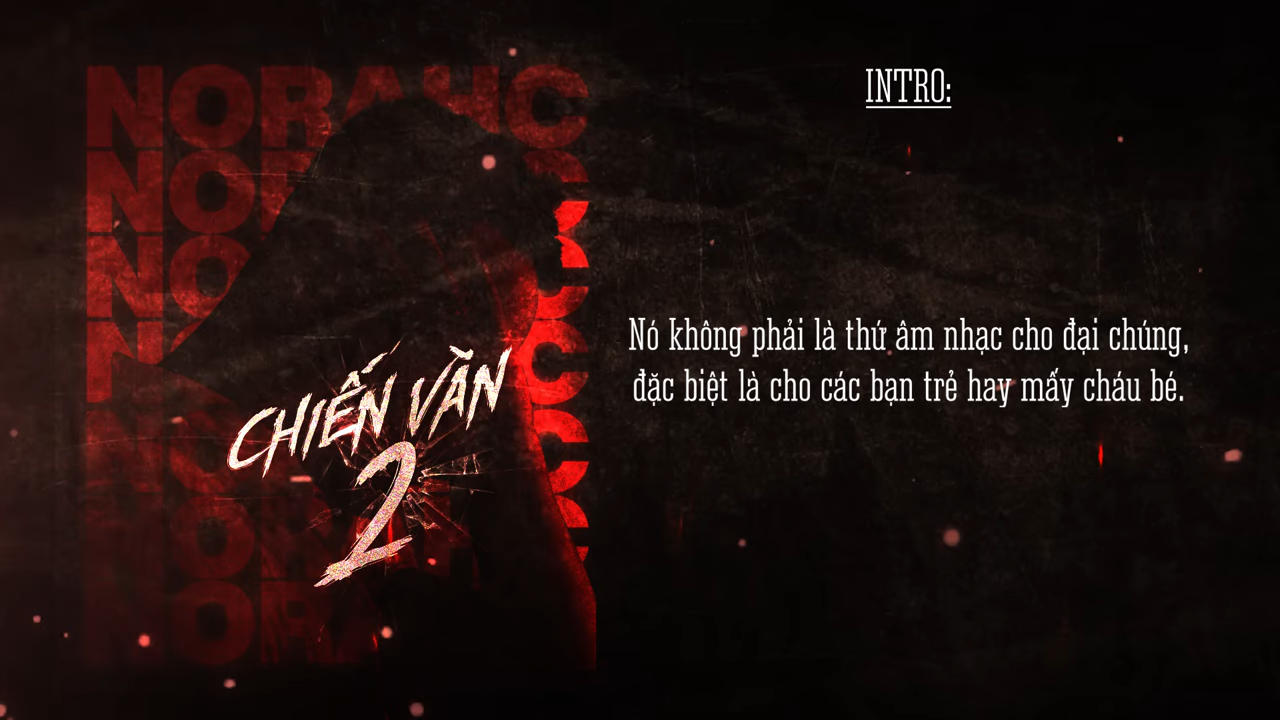 NORAHC
CHIẾN VĂN
2
INTRO:
Nó không phải là thứ âm nhạc cho đại chúng,
đặc biệt là cho các bạn trẻ hay mấy cháu bé.